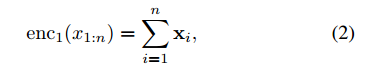 enc₁(x₁:ₙ) = ∑ᵢ₌₁ⁿ 𝐱ᵢ, (2)